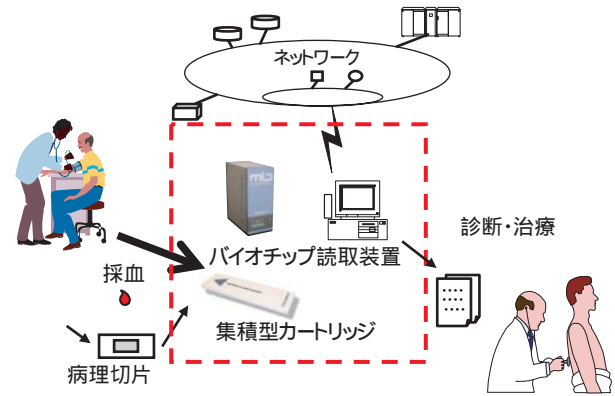 ネットワーク
mlb
バイオチップ読取装置
診断・治療
採血
集積型カートリッジ
病理切片